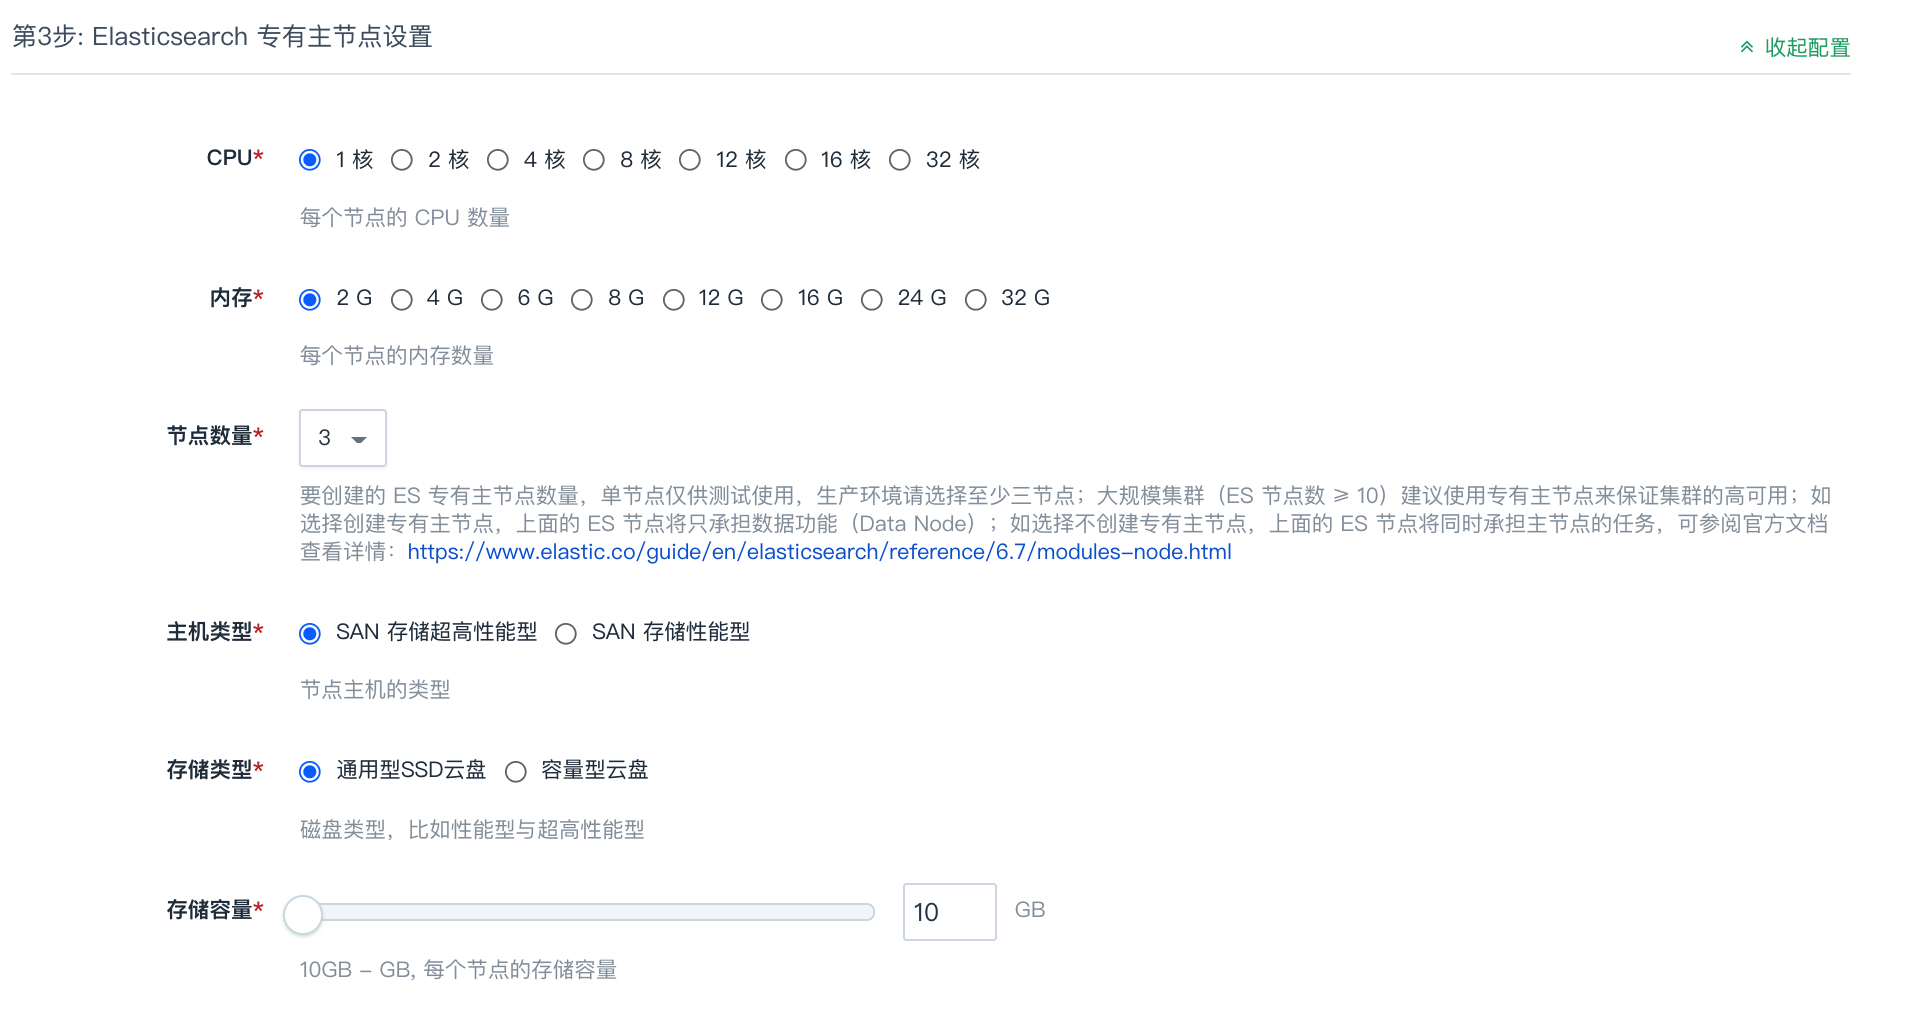 第3步: Elasticsearch 专有主节点设置
收起配置
CPU* 1 核 2 核 4 核 8 核 12 核 16 核 32 核
每个节点的 CPU 数量
内存* 2 G 4 G 6 G 8 G 12 G 16 G 24 G 32 G
每个节点的内存数量
节点数量* 3
要创建的 ES 专有主节点数量，单节点仅供测试使用，生产环境请选择至少三节点；大规模集群（ES 节点数 ≥ 10）建议使用专有主节点来保证集群的高可用；如
选择创建专有主节点，上面的 ES 节点将只承担数据功能（Data Node）；如选择不创建专有主节点，上面的 ES 节点将同时承担主节点的任务，可参阅官方文档
查看详情：https://www.elastic.co/guide/en/elasticsearch/reference/6.7/modules-node.html
主机类型* SAN 存储超高性能型 SAN 存储性能型
节点主机的类型
存储类型* 通用型SSD云盘 容量型云盘
磁盘类型，比如性能型与超高性能型
存储容量* 10 GB
10GB – GB, 每个节点的存储容量